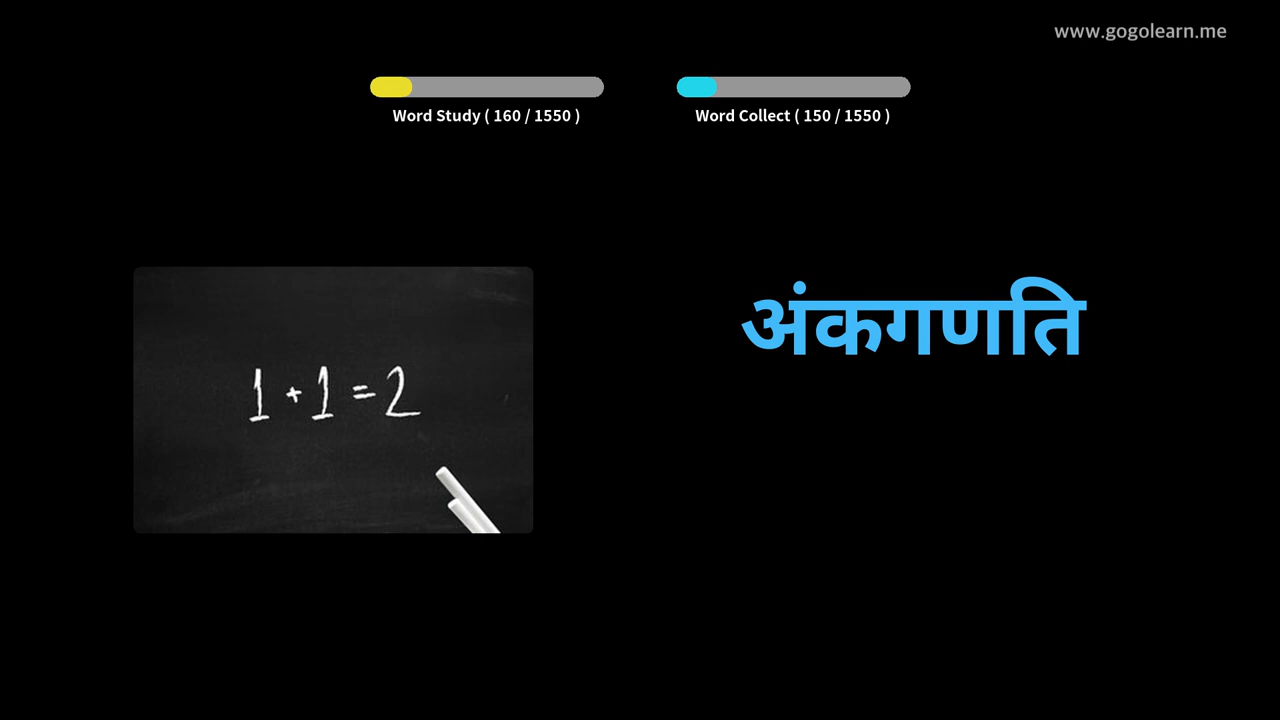 www.gogolearn.me
Word Study ( 160 / 1550 )
Word Collect ( 150 / 1550 )
अंकगणति
1 + 1 = 2